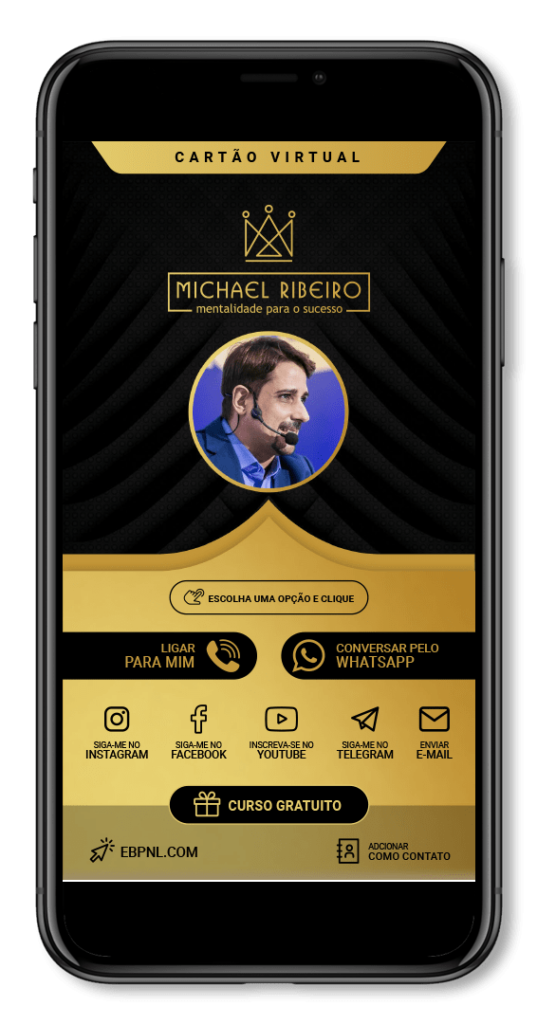 CARTÃO VIRTUAL
MICHAEL RIBEIRO
mentalidade para o sucesso
ESCOLHA UMA OPÇÃO E CLIQUE
LIGAR
PARA MIM
CONVERSAR PELO
WHATSAPP
SIGA-ME NO
INSTAGRAM
SIGA-ME NO
FACEBOOK
INSCREVA-SE NO
YOUTUBE
SIGA-ME NO
TELEGRAM
ENVIAR
E-MAIL
CURSO GRATUITO
EBPNL.COM
ADCIONAR
COMO CONTATO